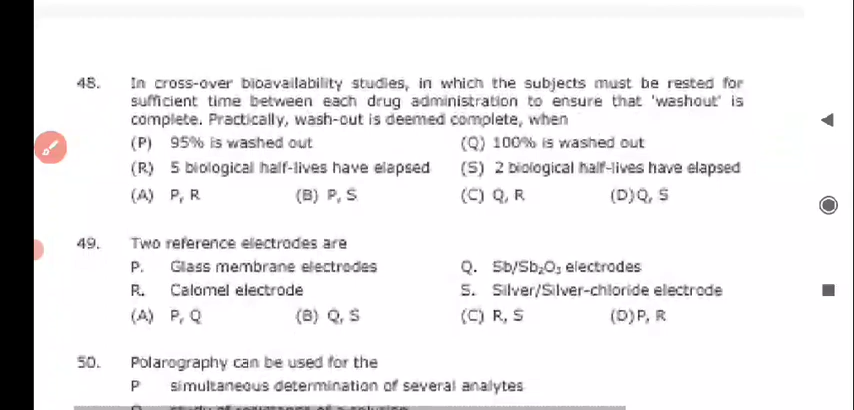 48. In cross-over bioavailability studies, in which the subjects must be rested for
sufficient time between each drug administration to ensure that 'washout' is
complete. Practically, wash-out is deemed complete, when
(P) 95% is washed out (Q) 100% is washed out
(R) 5 biological half-lives have elapsed (S) 2 biological half-lives have elapsed
(A) P, R (B) P, S (C) Q, R (D) Q, S
49. Two reference electrodes are
P. Glass membrane electrodes Q. Sb/Sb₂O₃ electrodes
R. Calomel electrode S. Silver/Silver-chloride electrode
(A) P, Q (B) Q, S (C) R, S (D) P, R
50. Polarography can be used for the
P simultaneous determination of several analytes